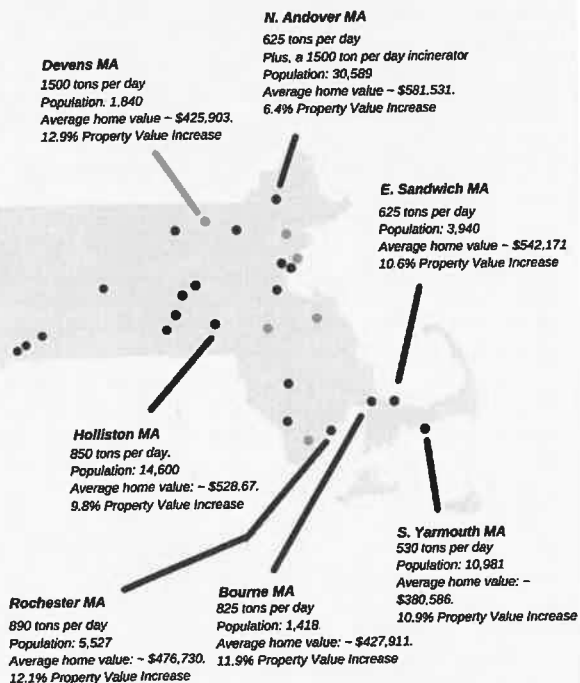 N. Andover MA
625 tons per day
Plus, a 1500 ton per day incinerator
Population: 30,589
Average home value ~ $581.531.
6.4% Property Value Increase
Devens MA
1500 tons per day
Population. 1,840
Average home value ~ $425,903.
12.9% Property Value Increase
E. Sandwich MA
625 tons per day
Population: 3,940
Average home value ~ $542,171
10.6% Property Value Increase
Holliston MA
850 tons per day.
Population: 14,600
Average home value: ~ $528.67.
9.8% Property Value Increase
S. Yarmouth MA
530 tons per day
Population: 10,981
Average home value: ~
$380,586.
10.9% Property Value Increase
Rochester MA
890 tons per day
Population: 5,527
Average home value: ~ $476,730.
12.1% Property Value Increase
Bourne MA
825 tons per day
Population: 1,418.
Average home value: ~ $427,911.
11.9% Property Value Increase